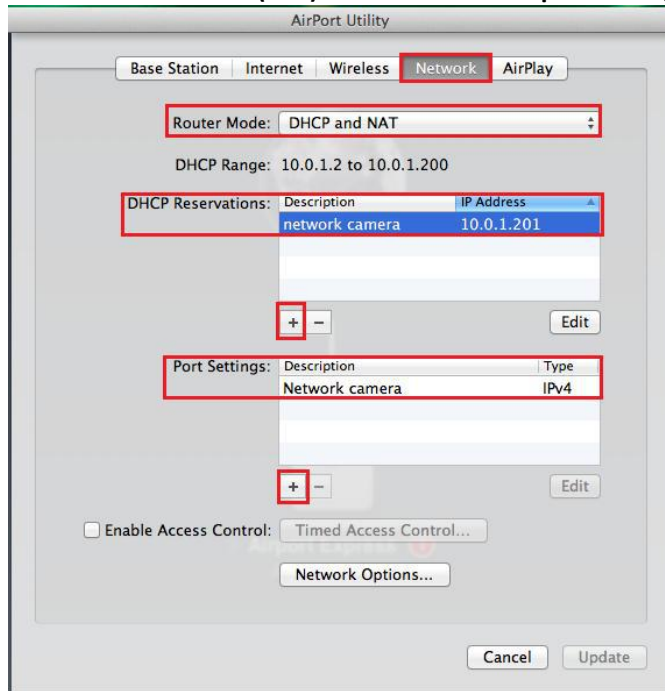 AirPort Utility
Base Station Internet Wireless Network AirPlay
Router Mode: DHCP and NAT
DHCP Range: 10.0.1.2 to 10.0.1.200
DHCP Reservations: Description IP Address
network camera 10.0.1.201
+ − Edit
Port Settings: Description Type
Network camera IPv4
+ − Edit
Enable Access Control: Timed Access Control...
Airport Express
Network Options...
Cancel Update